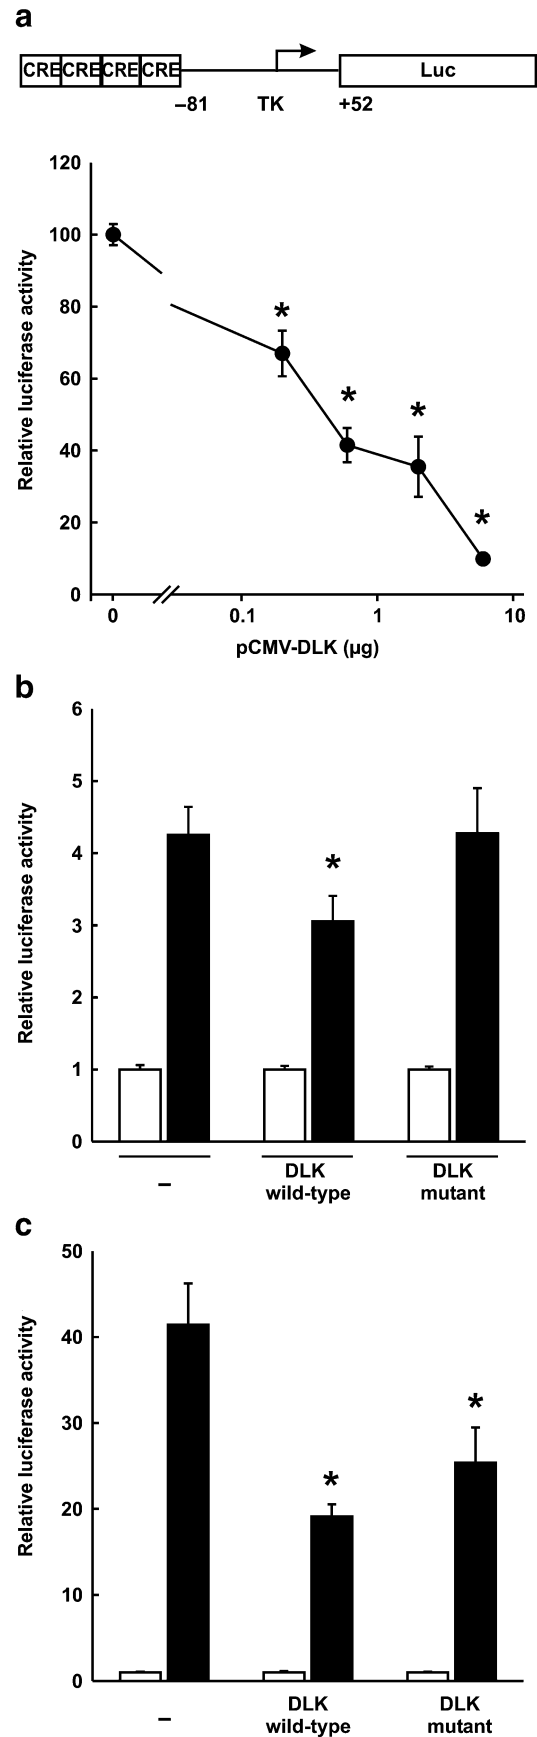 a
CRE CRE CRE CRE Luc
–81 TK +52
120
100
80
60
40
20
0
Relative luciferase activity
* * * *
0 0.1 1 10
pCMV-DLK (µg)
b
6
5
4
3
2
1
0
Relative luciferase activity
*
– DLK wild-type DLK mutant
c
50
40
30
20
10
0
Relative luciferase activity
* *
– DLK wild-type DLK mutant